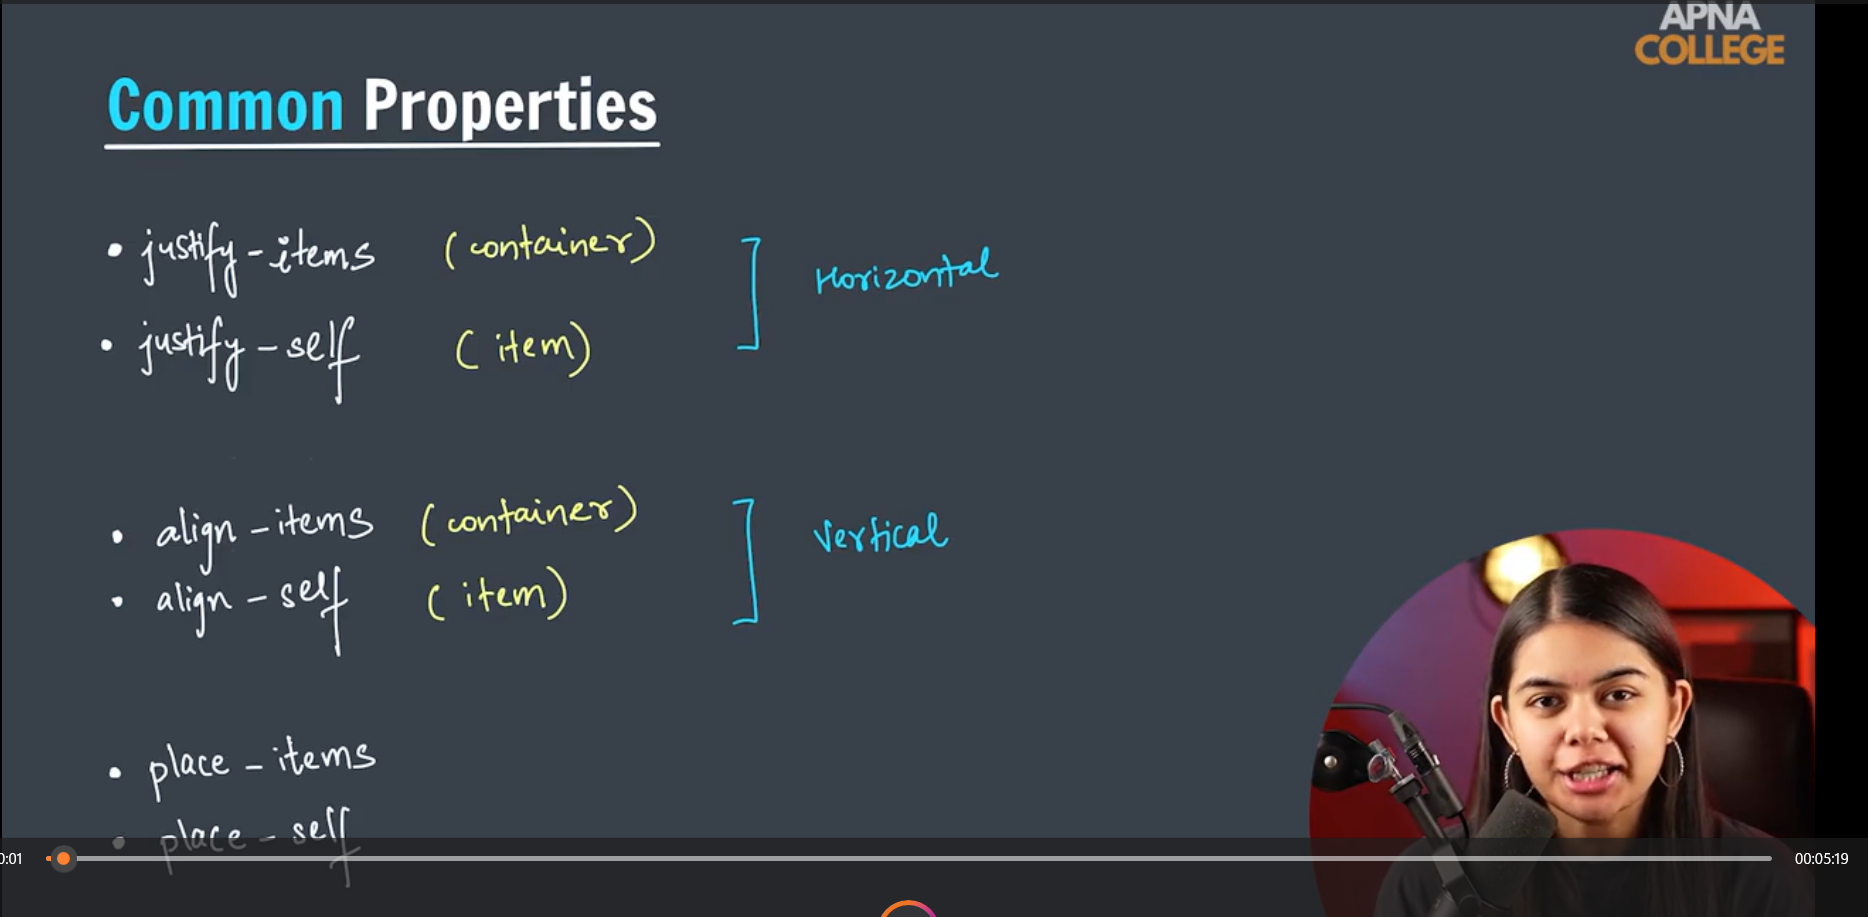 APNA
COLLEGE
Common Properties
• justify-items (container)
• justify-self (item)
Horizontal
• align-items (container)
• align-self (item)
Vertical
• place-items
• place-self
0:01
00:05:19